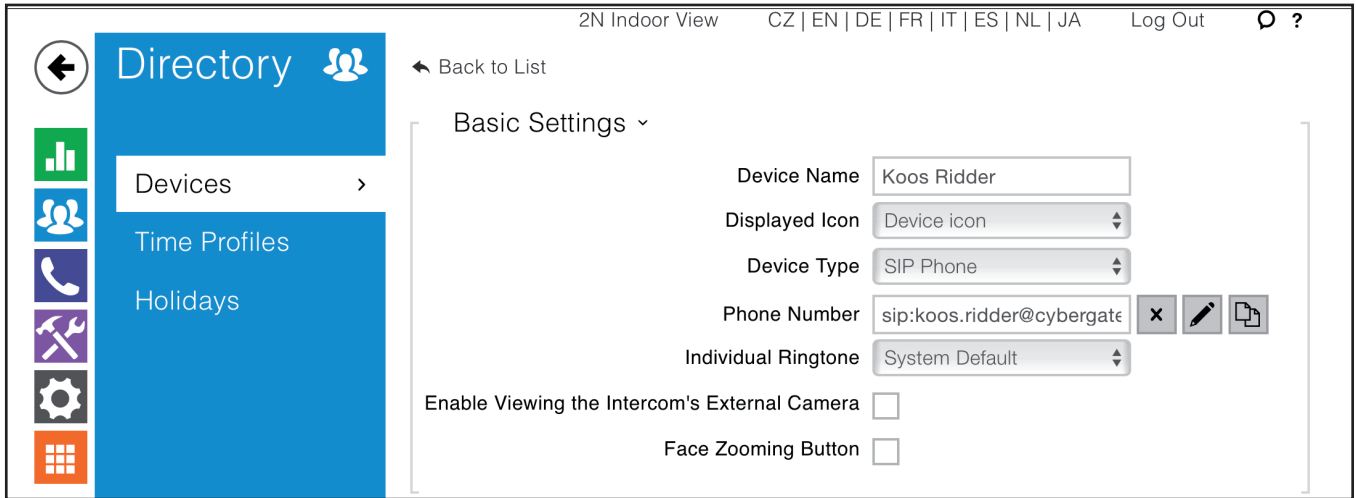 2N Indoor View CZ | EN | DE | FR | IT | ES | NL | JA Log Out ?
Directory
Back to List
Basic Settings
Devices
Time Profiles
Holidays
Device Name Koos Ridder
Displayed Icon Device icon
Device Type SIP Phone
Phone Number sip:koos.ridder@cybergate
Individual Ringtone System Default
Enable Viewing the Intercom's External Camera
Face Zooming Button